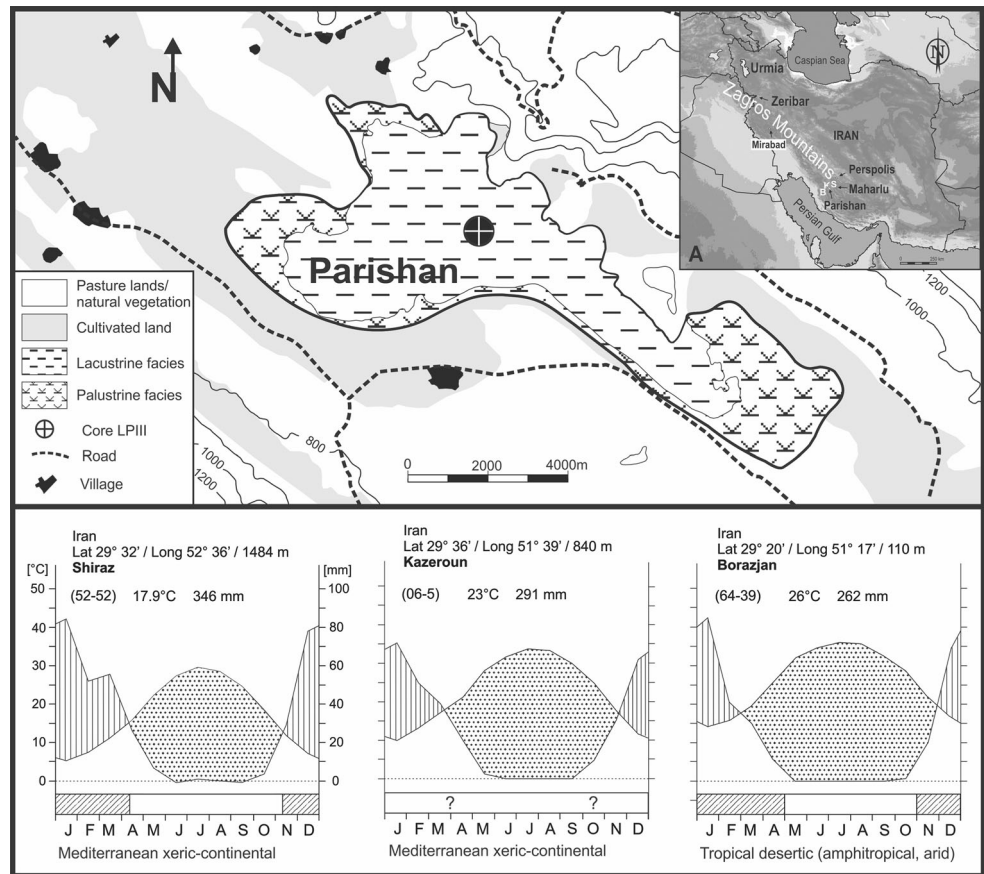 N
Parishan
Pasture lands/
natural vegetation
Cultivated land
Lacustrine facies
Palustrine facies
Core LPIII
Road
Village
800
1000
1200
0 2000 4000m
1200
1000
N
Caspian Sea
Urmia
Zeribar
Zagros Mountains
IRAN
Mirabad
Perspolis
S
B
Maharlu
Parishan
Persian Gulf
A
0 250 km
Iran
Lat 29° 32' / Long 52° 36' / 1484 m
Shiraz
[°C] [mm]
(52-52) 17.9°C 346 mm
50 100
40 80
30 60
20 40
10 20
0 0
J F M A M J J A S O N D
Mediterranean xeric-continental
Iran
Lat 29° 36' / Long 51° 39' / 840 m
Kazeroun
(06-5) 23°C 291 mm
? ?
J F M A M J J A S O N D
Mediterranean xeric-continental
Iran
Lat 29° 20' / Long 51° 17' / 110 m
Borazjan
(64-39) 26°C 262 mm
J F M A M J J A S O N D
Tropical desertic (amphitropical, arid)